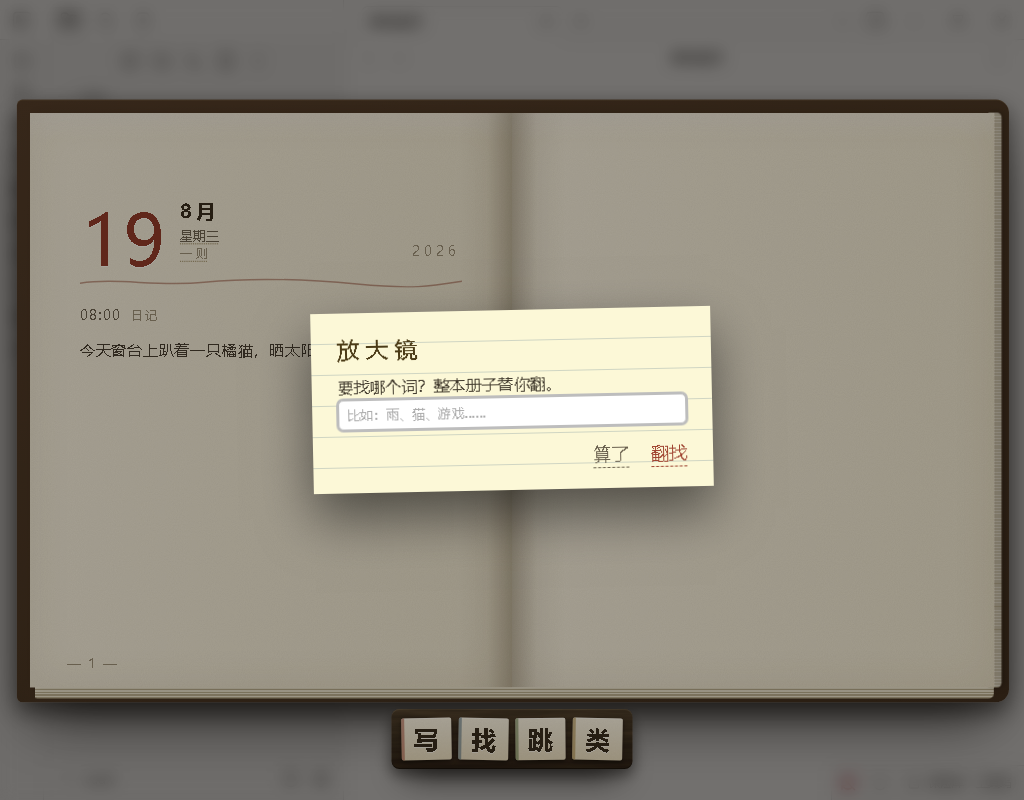 19
8月
星期三
一则
2026
08:00 日记
今天窗台上趴着一只橘猫，晒太阳
放大镜
要找哪个词？整本册子替你翻。
比如：雨、猫、游戏……
算了 翻找
— 1 —
写 找 跳 类